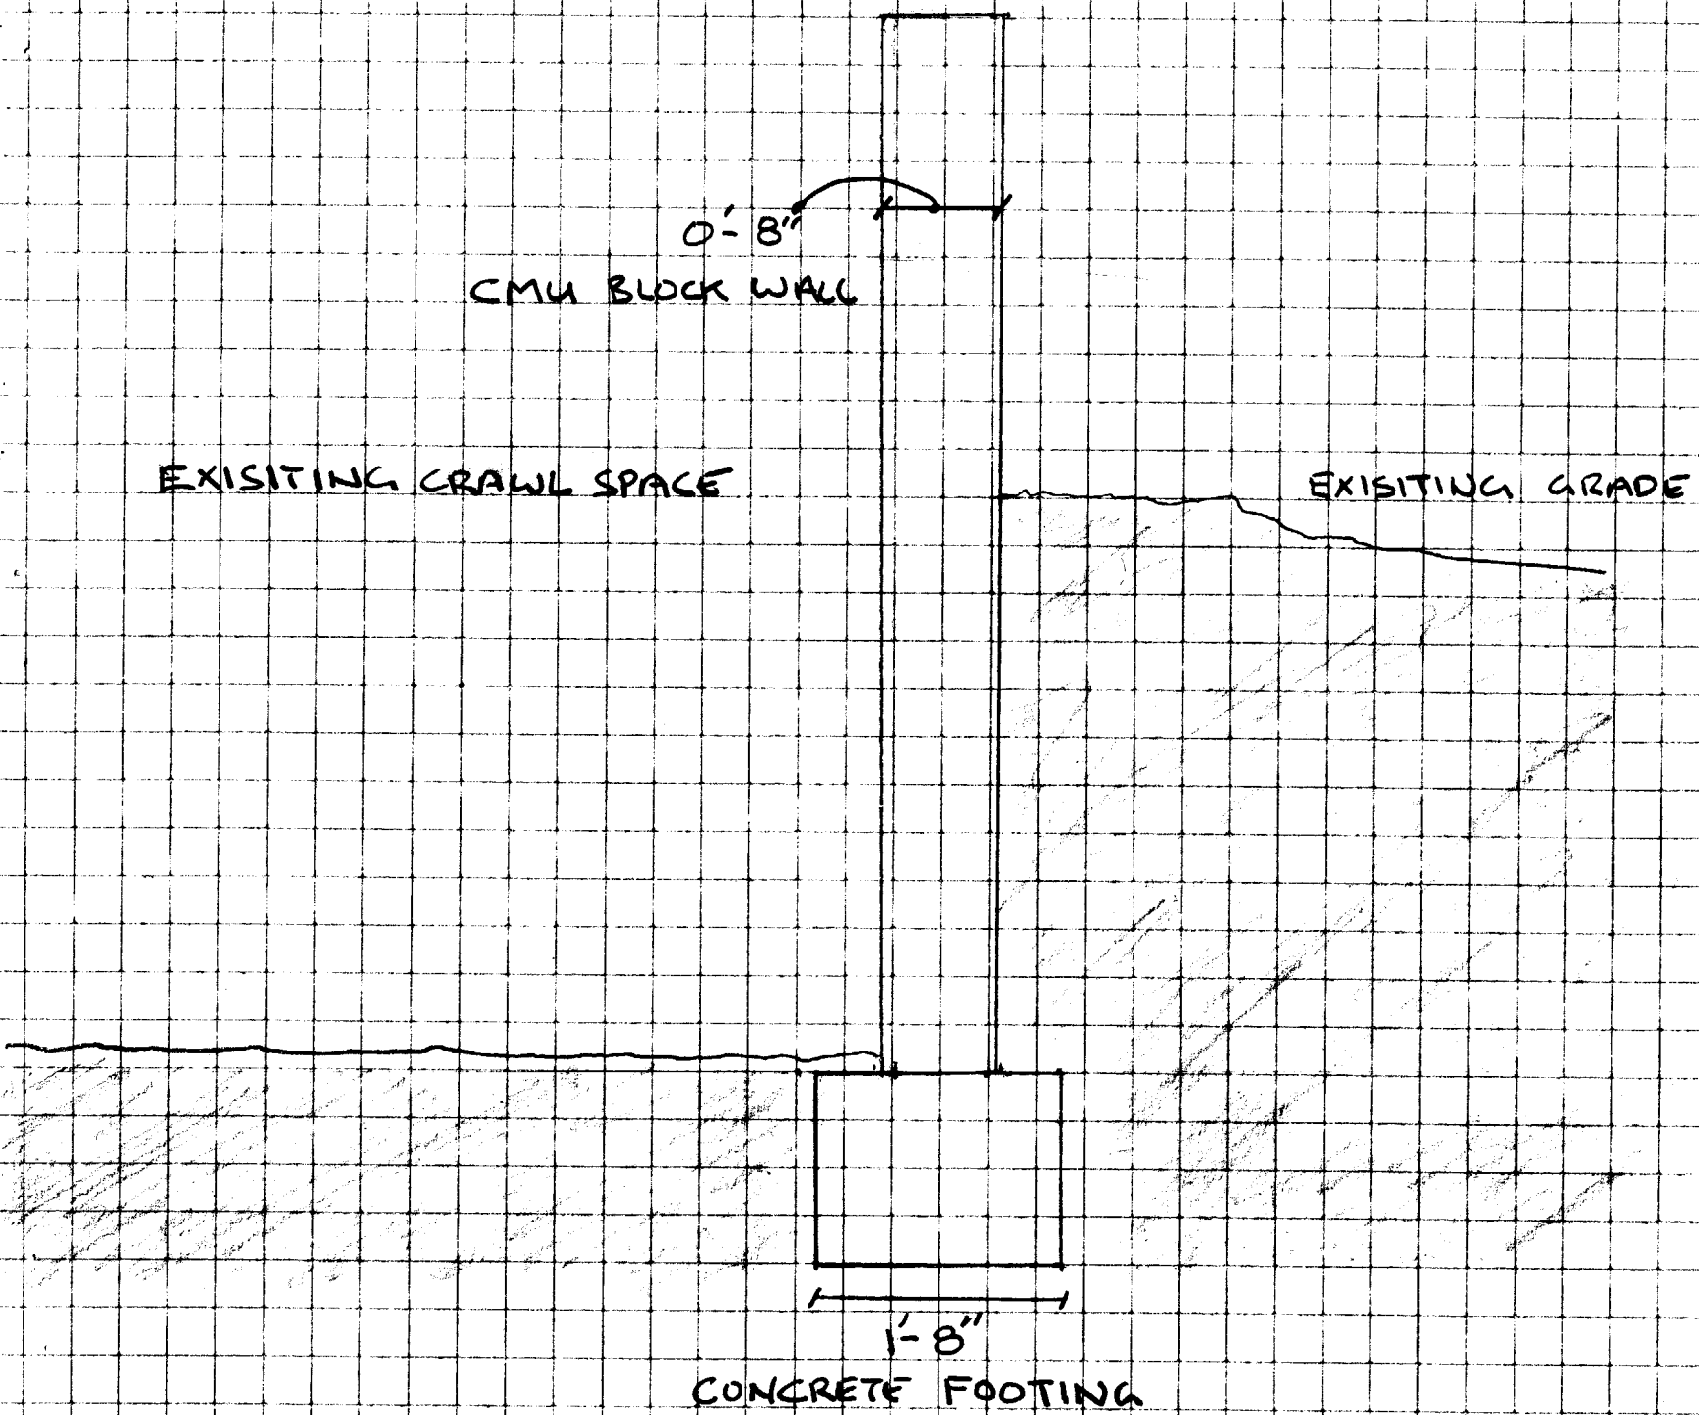 0'-8"
CMU BLOCK WALL
EXISITING CRAWL SPACE
EXISITING GRADE
1'-8"
CONCRETE FOOTING